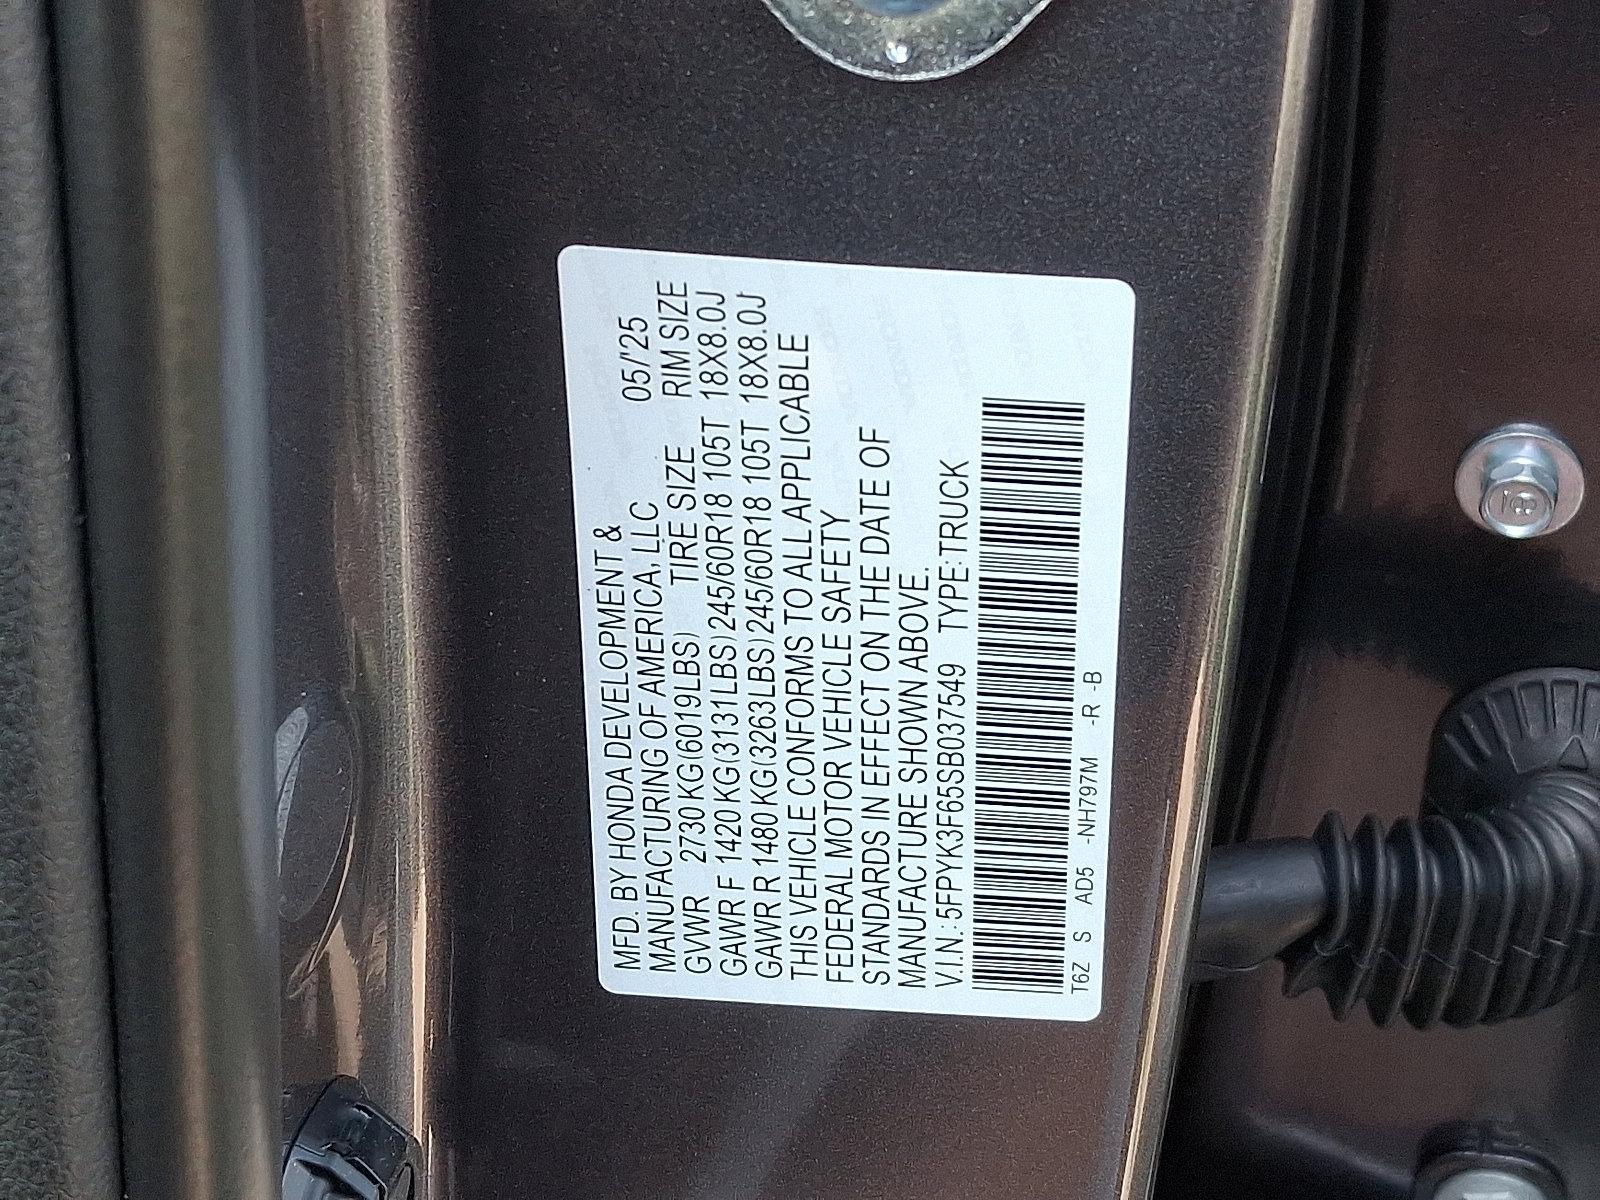 MFD. BY HONDA DEVELOPMENT & 05/'25
MANUFACTURING OF AMERICA, LLC
GVWR 2730 KG (6019LBS) TIRE SIZE RIM SIZE
GAWR F 1420 KG (3131LBS) 245/60R18 105T 18X8.0J
GAWR R 1480 KG (3263LBS) 245/60R18 105T 18X8.0J
THIS VEHICLE CONFORMS TO ALL APPLICABLE
FEDERAL MOTOR VEHICLE SAFETY
STANDARDS IN EFFECT ON THE DATE OF
MANUFACTURE SHOWN ABOVE.
V.I.N.: 5FPYK3F65SB037549 TYPE: TRUCK
T6Z S AD5 -NH797M -R -B